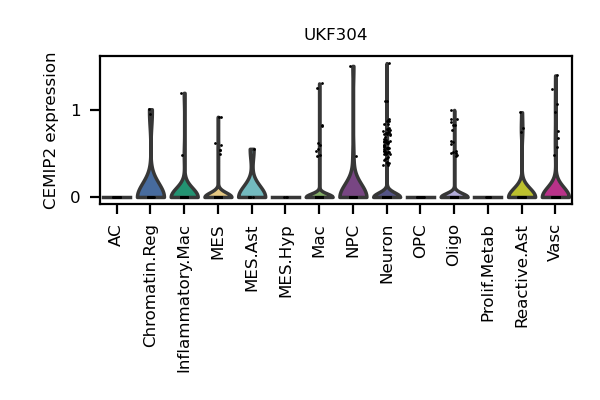 UKF304
CEMIP2 expression
1
0
AC
Chromatin.Reg
Inflammatory.Mac
MES
MES.Ast
MES.Hyp
Mac
NPC
Neuron
OPC
Oligo
Prolif.Metab
Reactive.Ast
Vasc